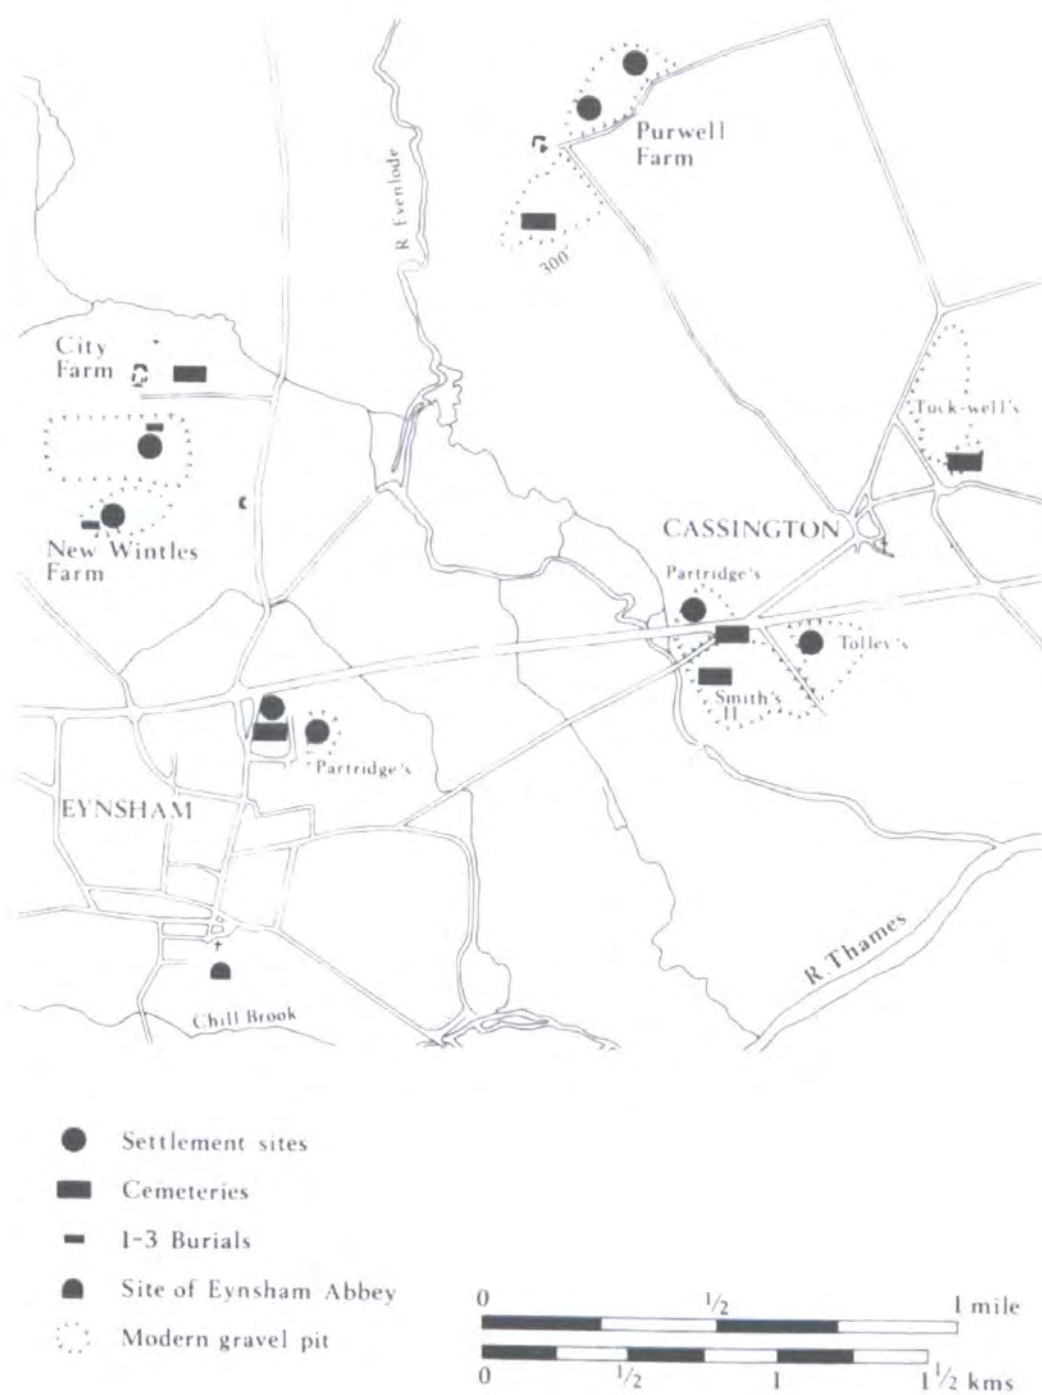 Purwell
Farm
R Evenlode
300'
City
Farm
Tuck-well's
CASSINGTON
New Wintles
Farm
Partridge's
Tolley's
Smith's
II
Partridge's
EYNSHAM
R. Thames
Chill Brook
Settlement sites
Cemeteries
1-3 Burials
Site of Eynsham Abbey
Modern gravel pit
0 1/2 1 mile
0 1/2 1 1 1/2 kms